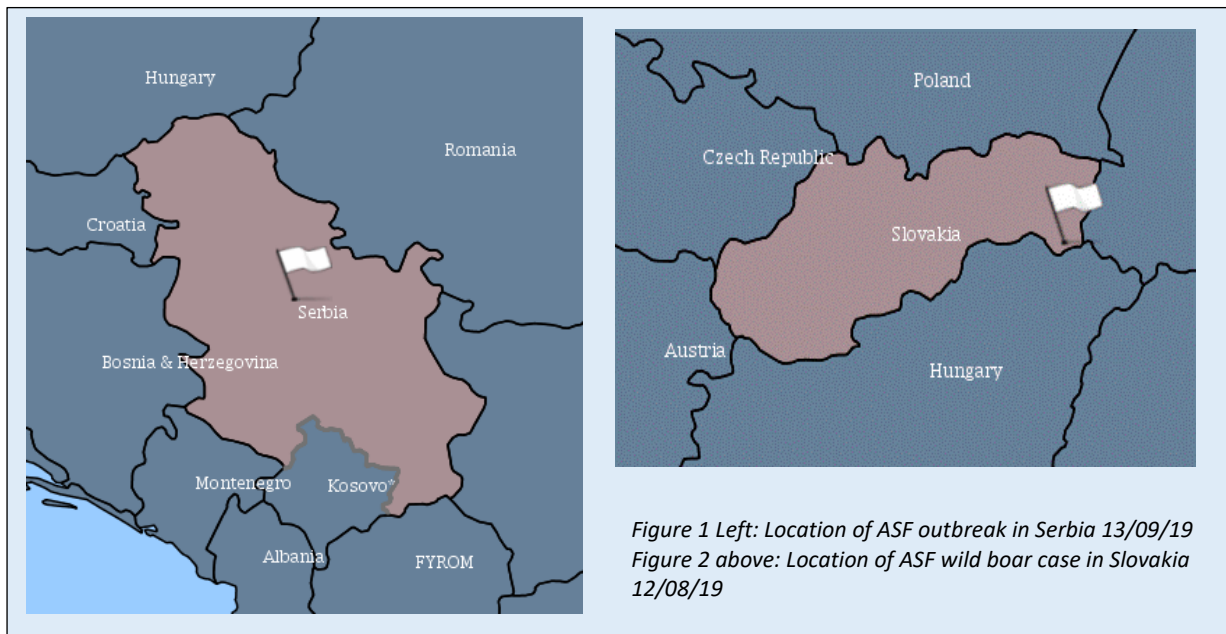 Hungary
Romania
Croatia
Serbia
Bosnia & Herzegovina
Montenegro
Kosovo*
Albania
FYROM
Poland
Czech Republic
Slovakia
Austria
Hungary
Figure 1 Left: Location of ASF outbreak in Serbia 13/09/19
Figure 2 above: Location of ASF wild boar case in Slovakia
12/08/19